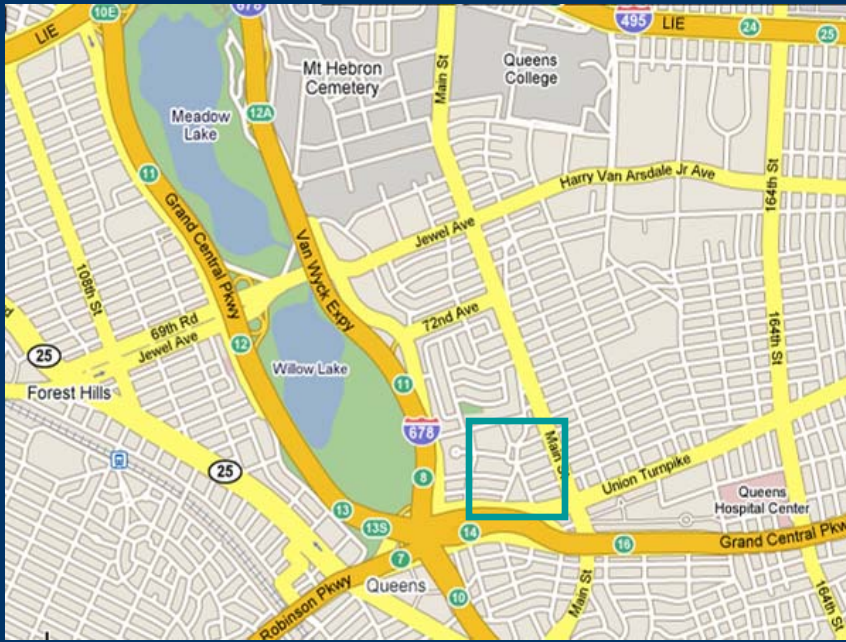 10E
678
495
LIE
24
25
LIE
Mt Hebron
Cemetery
Queens
College
Main St
Meadow
Lake
12A
11
Harry Van Arsdale Jr Ave
164th St
Grand Central Pkwy
Van Wyck Expy
Jewel Ave
108th St
69th Rd
Jewel Ave
72nd Ave
164th St
25
12
Willow Lake
11
Forest Hills
678
Main
25
8
Union Turnpike
Queens
Hospital Center
13
13S
14
16
Grand Central
7
Queens
10
Robinson Pkwy
Main St
164th St